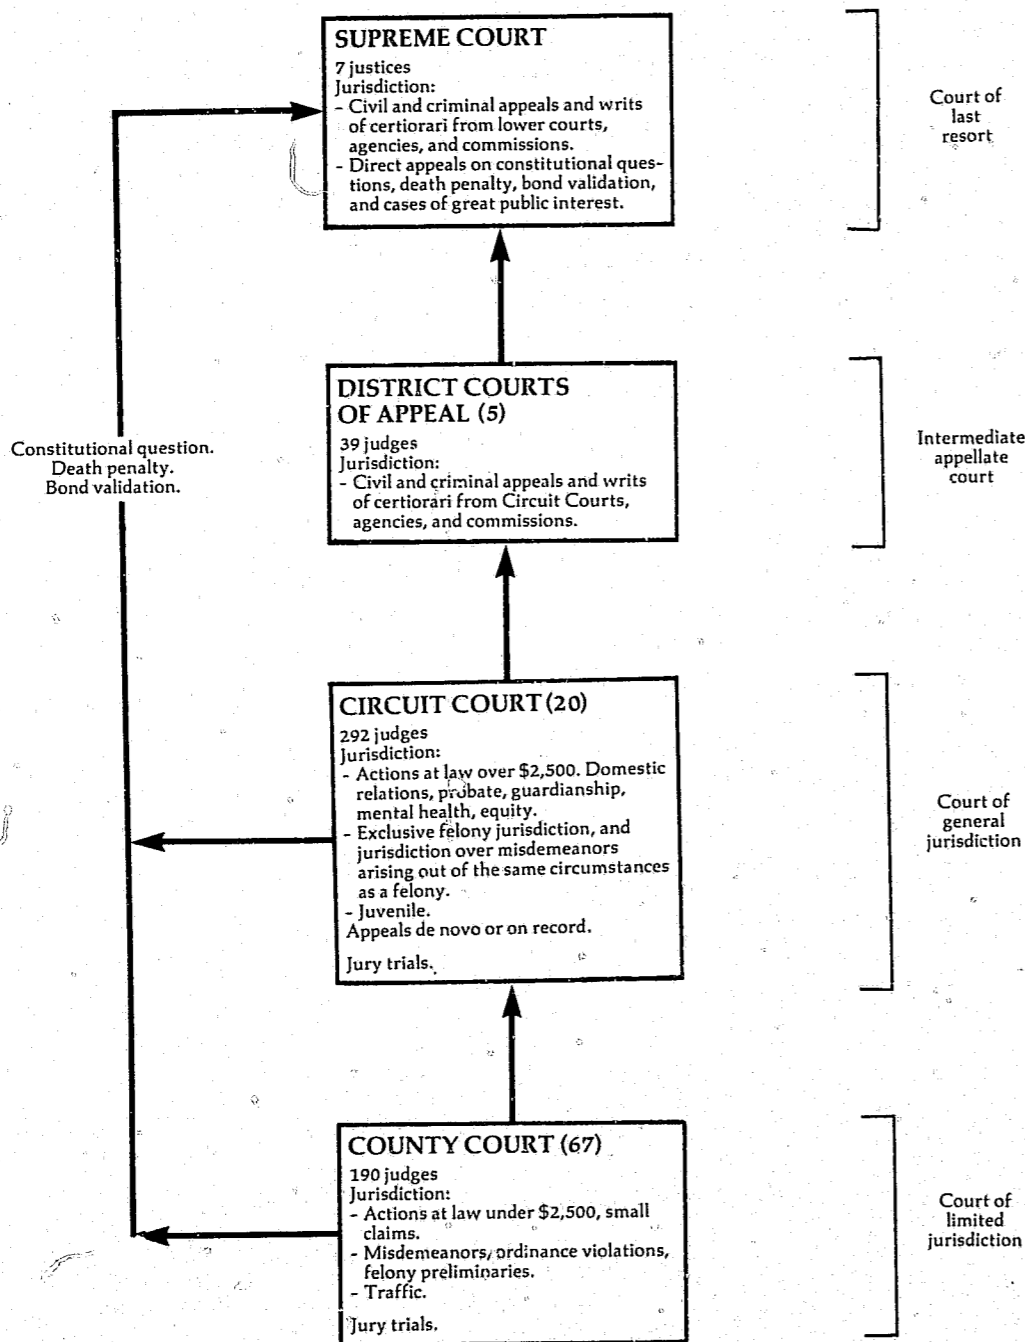 SUPREME COURT
7 justices
Jurisdiction:
- Civil and criminal appeals and writs
of certiorari from lower courts,
agencies, and commissions.
- Direct appeals on constitutional ques-
tions, death penalty, bond validation,
and cases of great public interest.
Court of
last
resort
DISTRICT COURTS
OF APPEAL (5)
39 judges
Jurisdiction:
- Civil and criminal appeals and writs
of certiorari from Circuit Courts,
agencies, and commissions.
Constitutional question.
Death penalty.
Bond validation.
Intermediate
appellate
court
CIRCUIT COURT (20)
292 judges
Jurisdiction:
- Actions at law over $2,500. Domestic
relations, probate, guardianship,
mental health, equity.
- Exclusive felony jurisdiction, and
jurisdiction over misdemeanors
arising out of the same circumstances
as a felony.
- Juvenile.
Appeals de novo or on record.
Jury trials.
Court of
general
jurisdiction
COUNTY COURT (67)
190 judges
Jurisdiction:
- Actions at law under $2,500, small
claims.
- Misdemeanors, ordinance violations,
felony preliminaries.
- Traffic.
Jury trials.
Court of
limited
jurisdiction